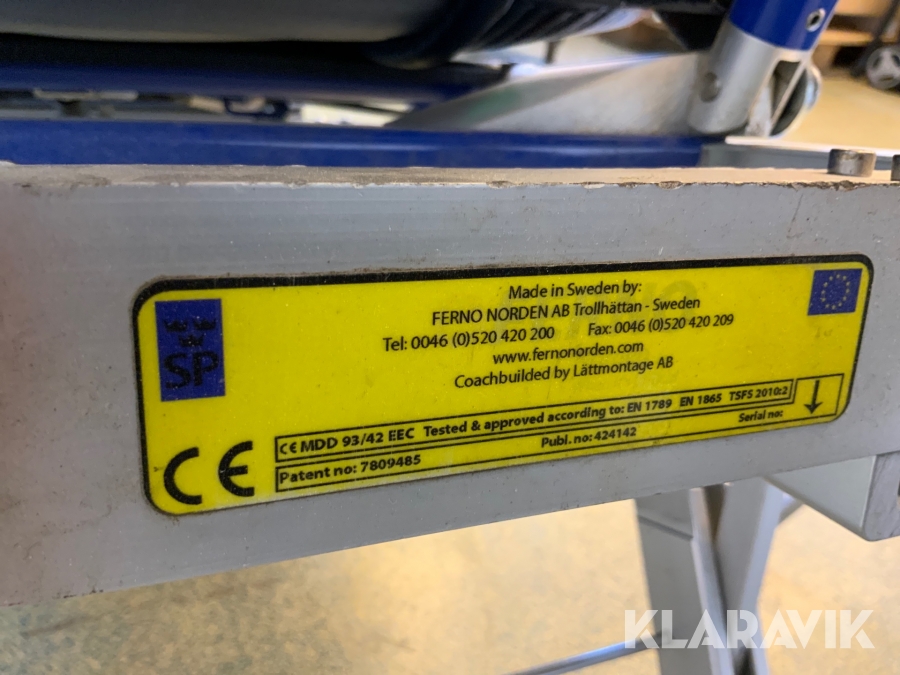 Made in Sweden by:
FERNO NORDEN AB Trollhättan - Sweden
Tel: 0046 (0)520 420 200 Fax: 0046 (0)520 420 209
www.fernonorden.com
Coachbuilded by Lättmontage AB
SP
CE MDD 93/42 EEC Tested & approved according to: EN 1789 EN 1865 TSFS 2010:2
CE
Patent no: 7809485 Publ. no: 424142 Serial no:
KLARAVIK